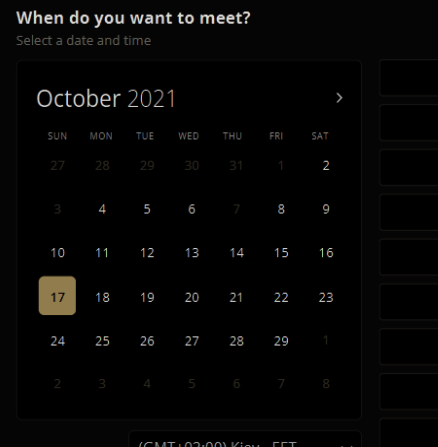 When do you want to meet?
Select a date and time
October 2021 >
SUN MON TUE WED THU FRI SAT
27 28 29 30 31 1 2
3 4 5 6 7 8 9
10 11 12 13 14 15 16
17 18 19 20 21 22 23
24 25 26 27 28 29 1
2 3 4 5 6 7 8
(GMT+02:00) Kiev - EET